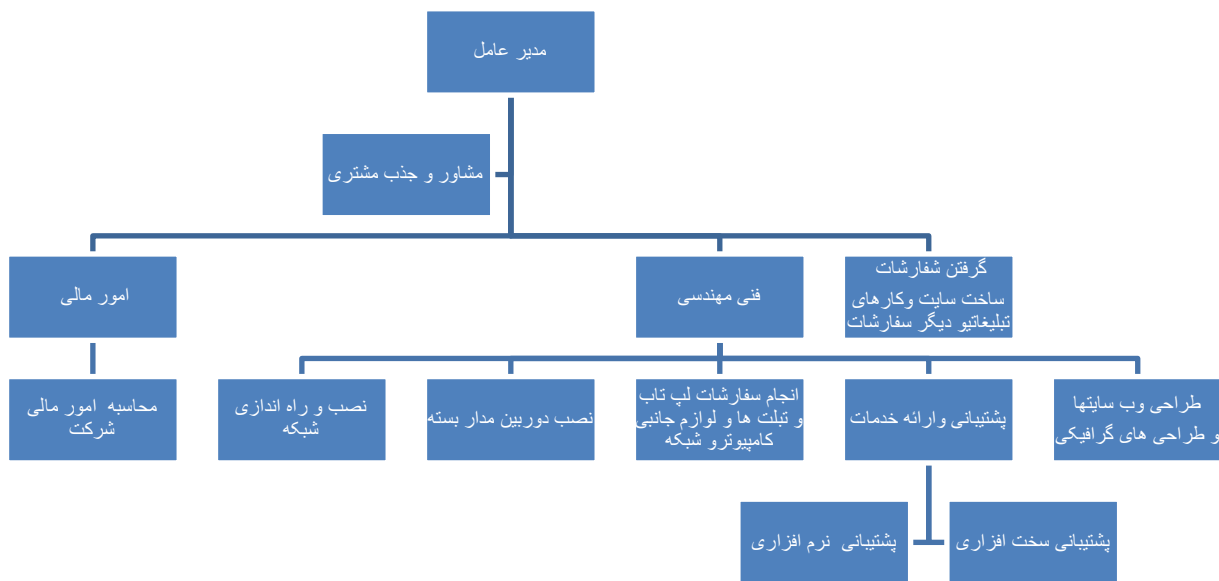 مدیر عامل
مشاور و جذب مشتری
گرفتن شفارشات
ساخت سایت وکارهای
تبلیغاتیو دیگر سفارشات
فنی مهندسی
امور مالی
طراحی وب سایتها
و طراحی های گرافیکی
پشتیبانی وارائه خدمات
انجام سفارشات لپ تاب
و تبلت ها و لوازم جانبی
کامپیوترو شبکه
نصب دوربین مدار بسته
نصب و راه اندازی
شبکه
محاسبه امور مالی
شرکت
پشتیبانی سخت افزاری
پشتیبانی نرم افزاری